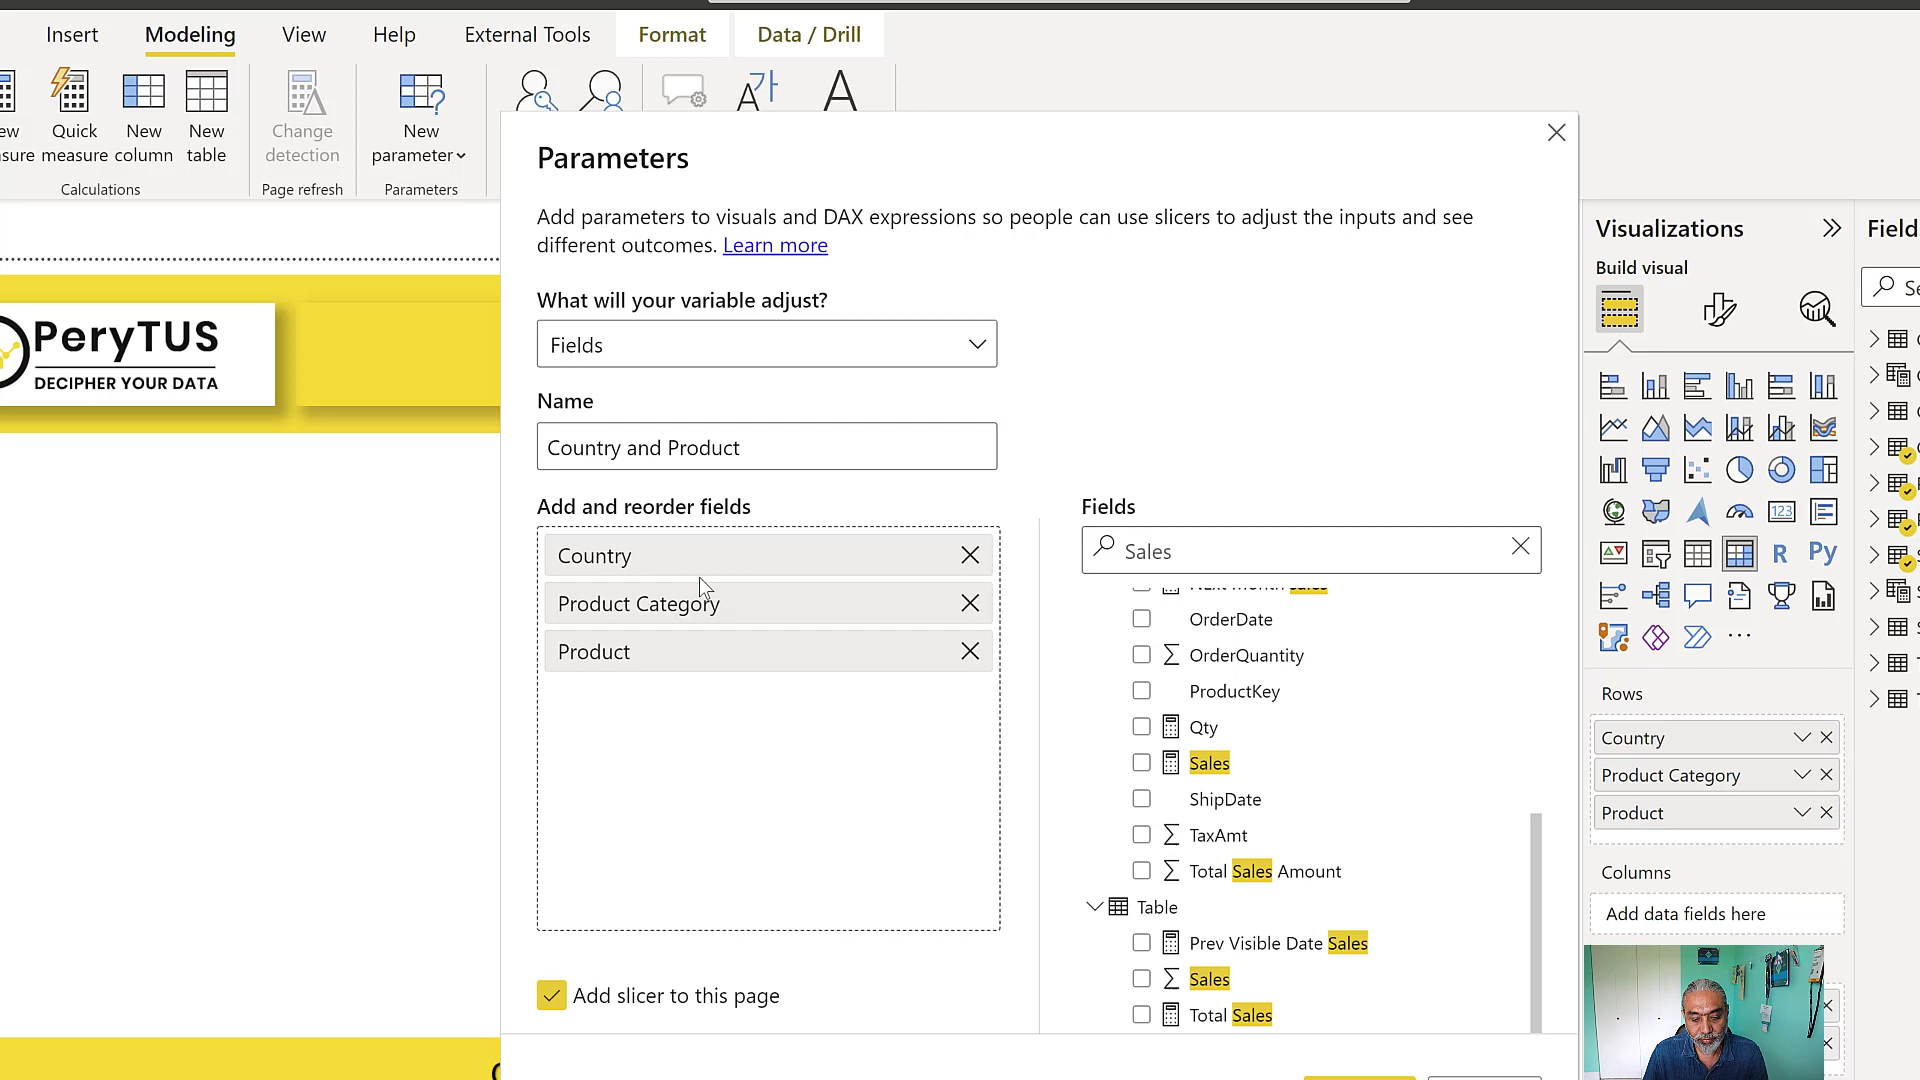 Insert
Modeling
View
Help
External Tools
Format
Data / Drill
Quick
measure
New
column
New
table
Calculations
Change
detection
Page refresh
New
parameter
Parameters
Parameters
Add parameters to visuals and DAX expressions so people can use slicers to adjust the inputs and see
different outcomes. Learn more
What will your variable adjust?
Fields
Name
Country and Product
Add and reorder fields
Country
Product Category
Product
Add slicer to this page
Fields
Sales
Next Month Sales
OrderDate
OrderQuantity
ProductKey
Qty
Sales
ShipDate
TaxAmt
Total Sales Amount
Table
Prev Visible Date Sales
Sales
Total Sales
PeryTUS
DECIPHER YOUR DATA
Visualizations
Build visual
123
R
Py
Rows
Country
Product Category
Product
Columns
Add data fields here